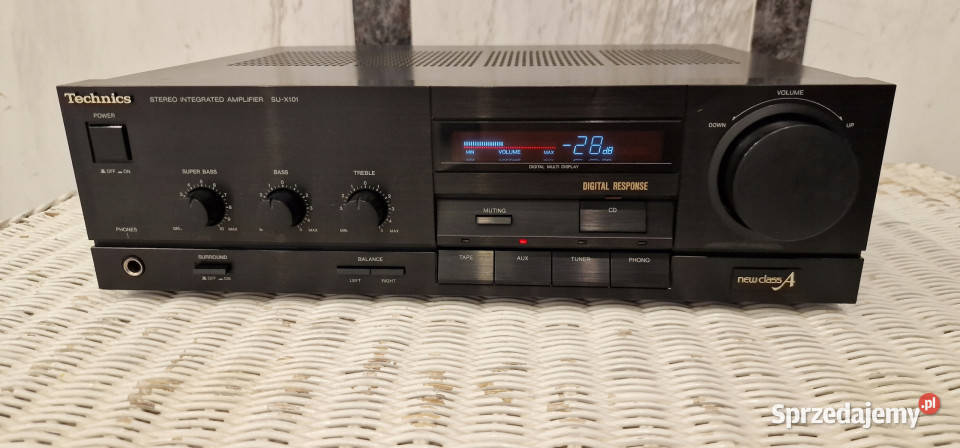 Technics
STEREO INTEGRATED AMPLIFIER SU-X101
POWER
OFF ON
SUPER BASS
MAX
BASS
MAX
TREBLE
MIN MAX
PHONES
SURROUND
OFF ON
BALANCE
LEFT RIGHT
MIN VOLUME MAX
-28 dB
DIGITAL MULTI DISPLAY
DIGITAL RESPONSE
MUTING
CD
TAPE AUX TUNER PHONO
VOLUME
DOWN UP
new class A
Sprzedajemy.pl